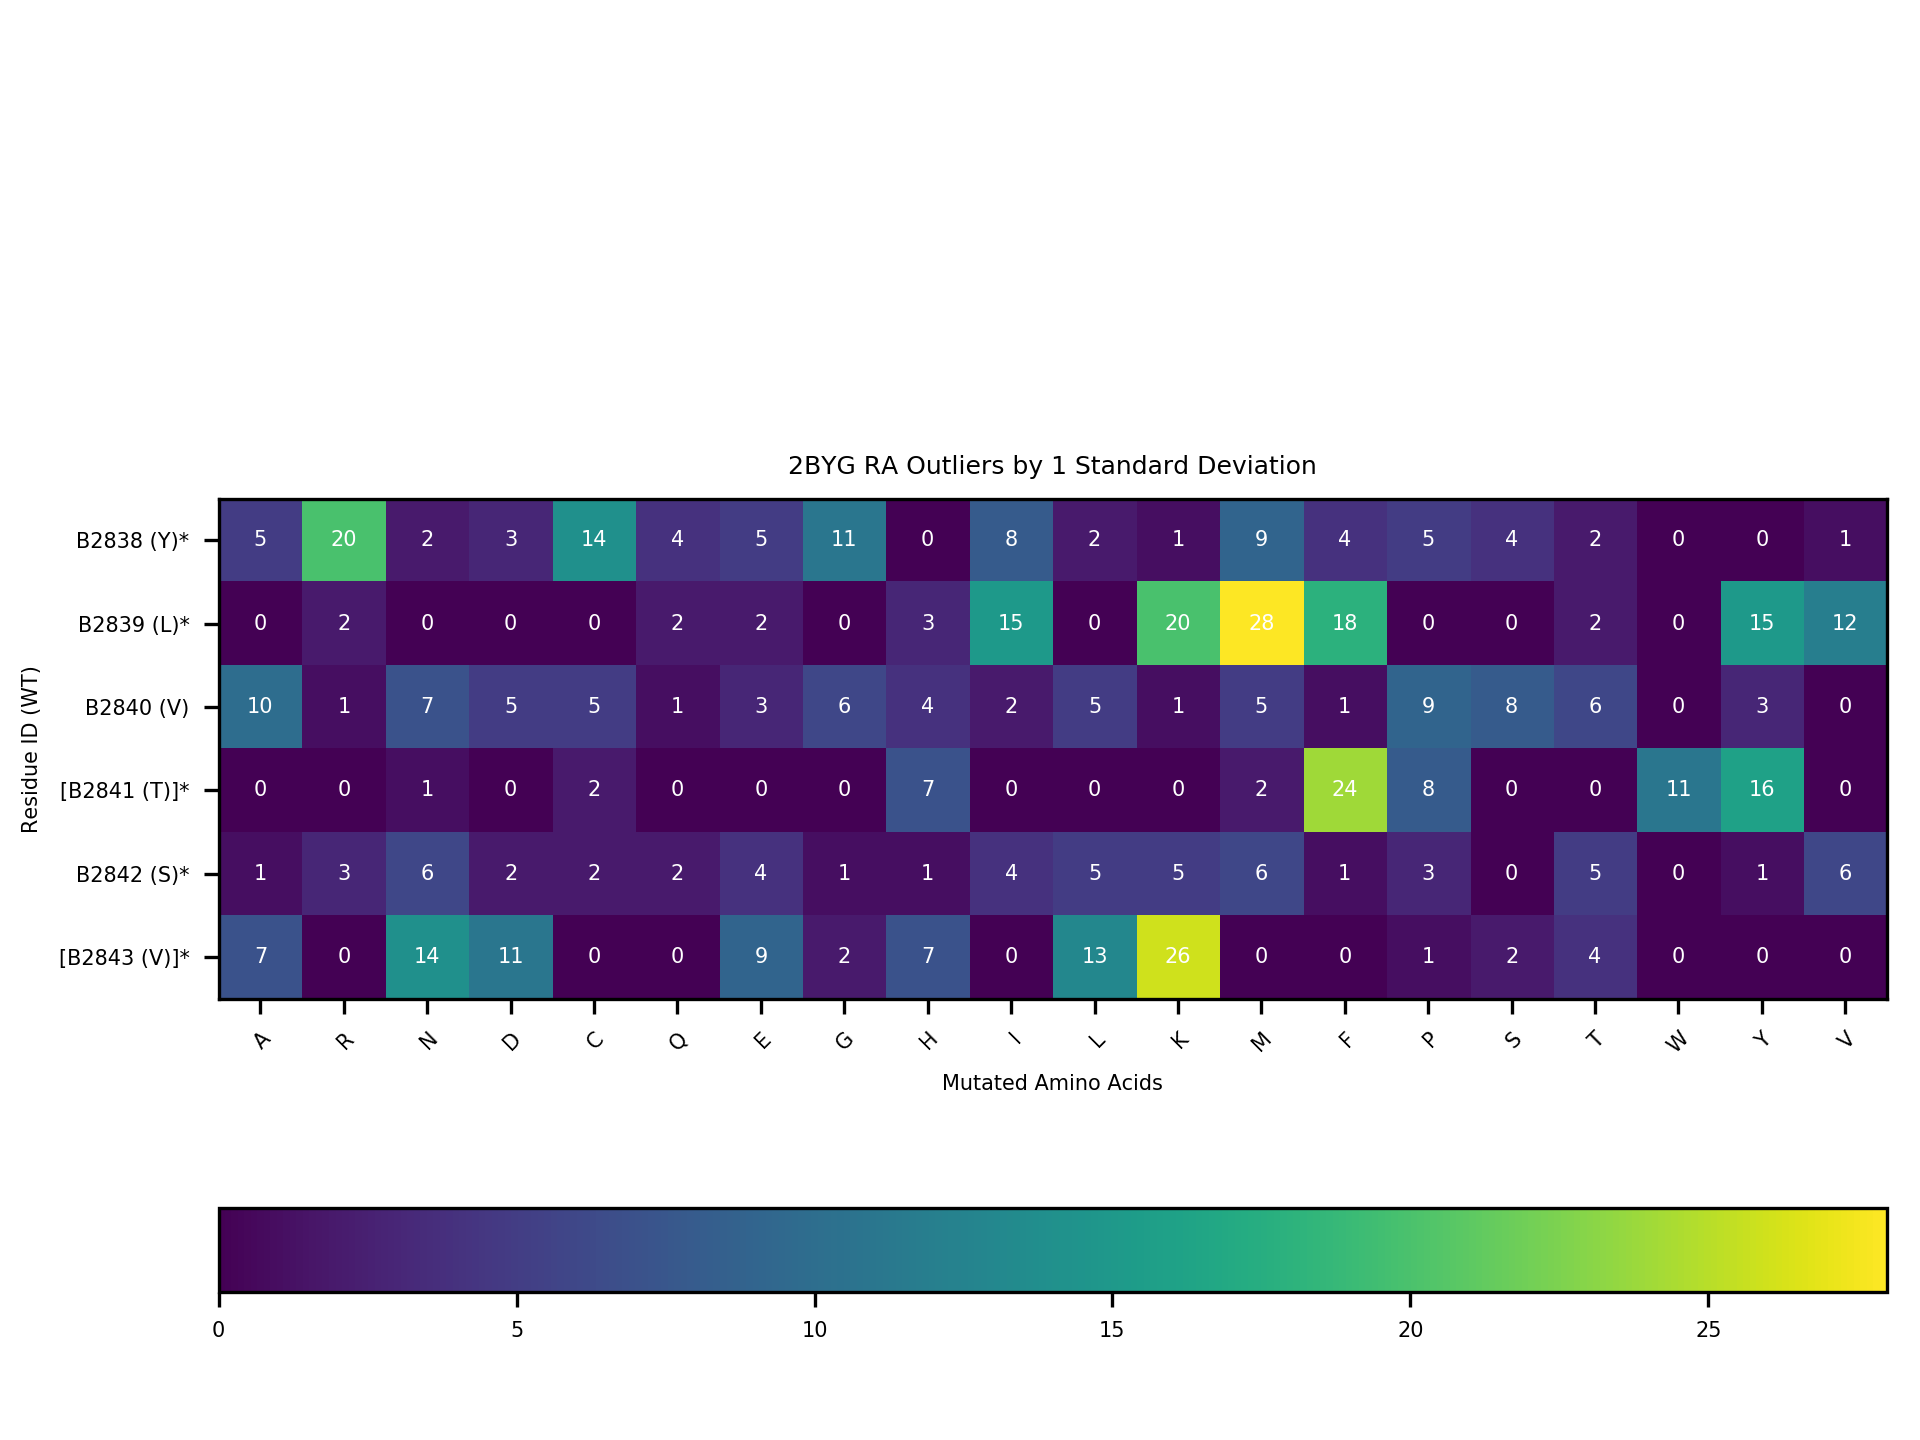 2BYG RA Outliers by 1 Standard Deviation
B2838 (Y)* 5 20 2 3 14 4 5 11 0 8 2 1 9 4 5 4 2 0 0 1
B2839 (L)* 0 2 0 0 0 2 2 0 3 15 0 20 28 18 0 0 2 0 15 12
B2840 (V) 10 1 7 5 5 1 3 6 4 2 5 1 5 1 9 8 6 0 3 0
[B2841 (T)]* 0 0 1 0 2 0 0 0 7 0 0 0 2 24 8 0 0 11 16 0
B2842 (S)* 1 3 6 2 2 2 4 1 1 4 5 5 6 1 3 0 5 0 1 6
[B2843 (V)]* 7 0 14 11 0 0 9 2 7 0 13 26 0 0 1 2 4 0 0 0
Residue ID (WT)
A R N D C Q E G H I L K M F P S T W Y V
Mutated Amino Acids
0 5 10 15 20 25